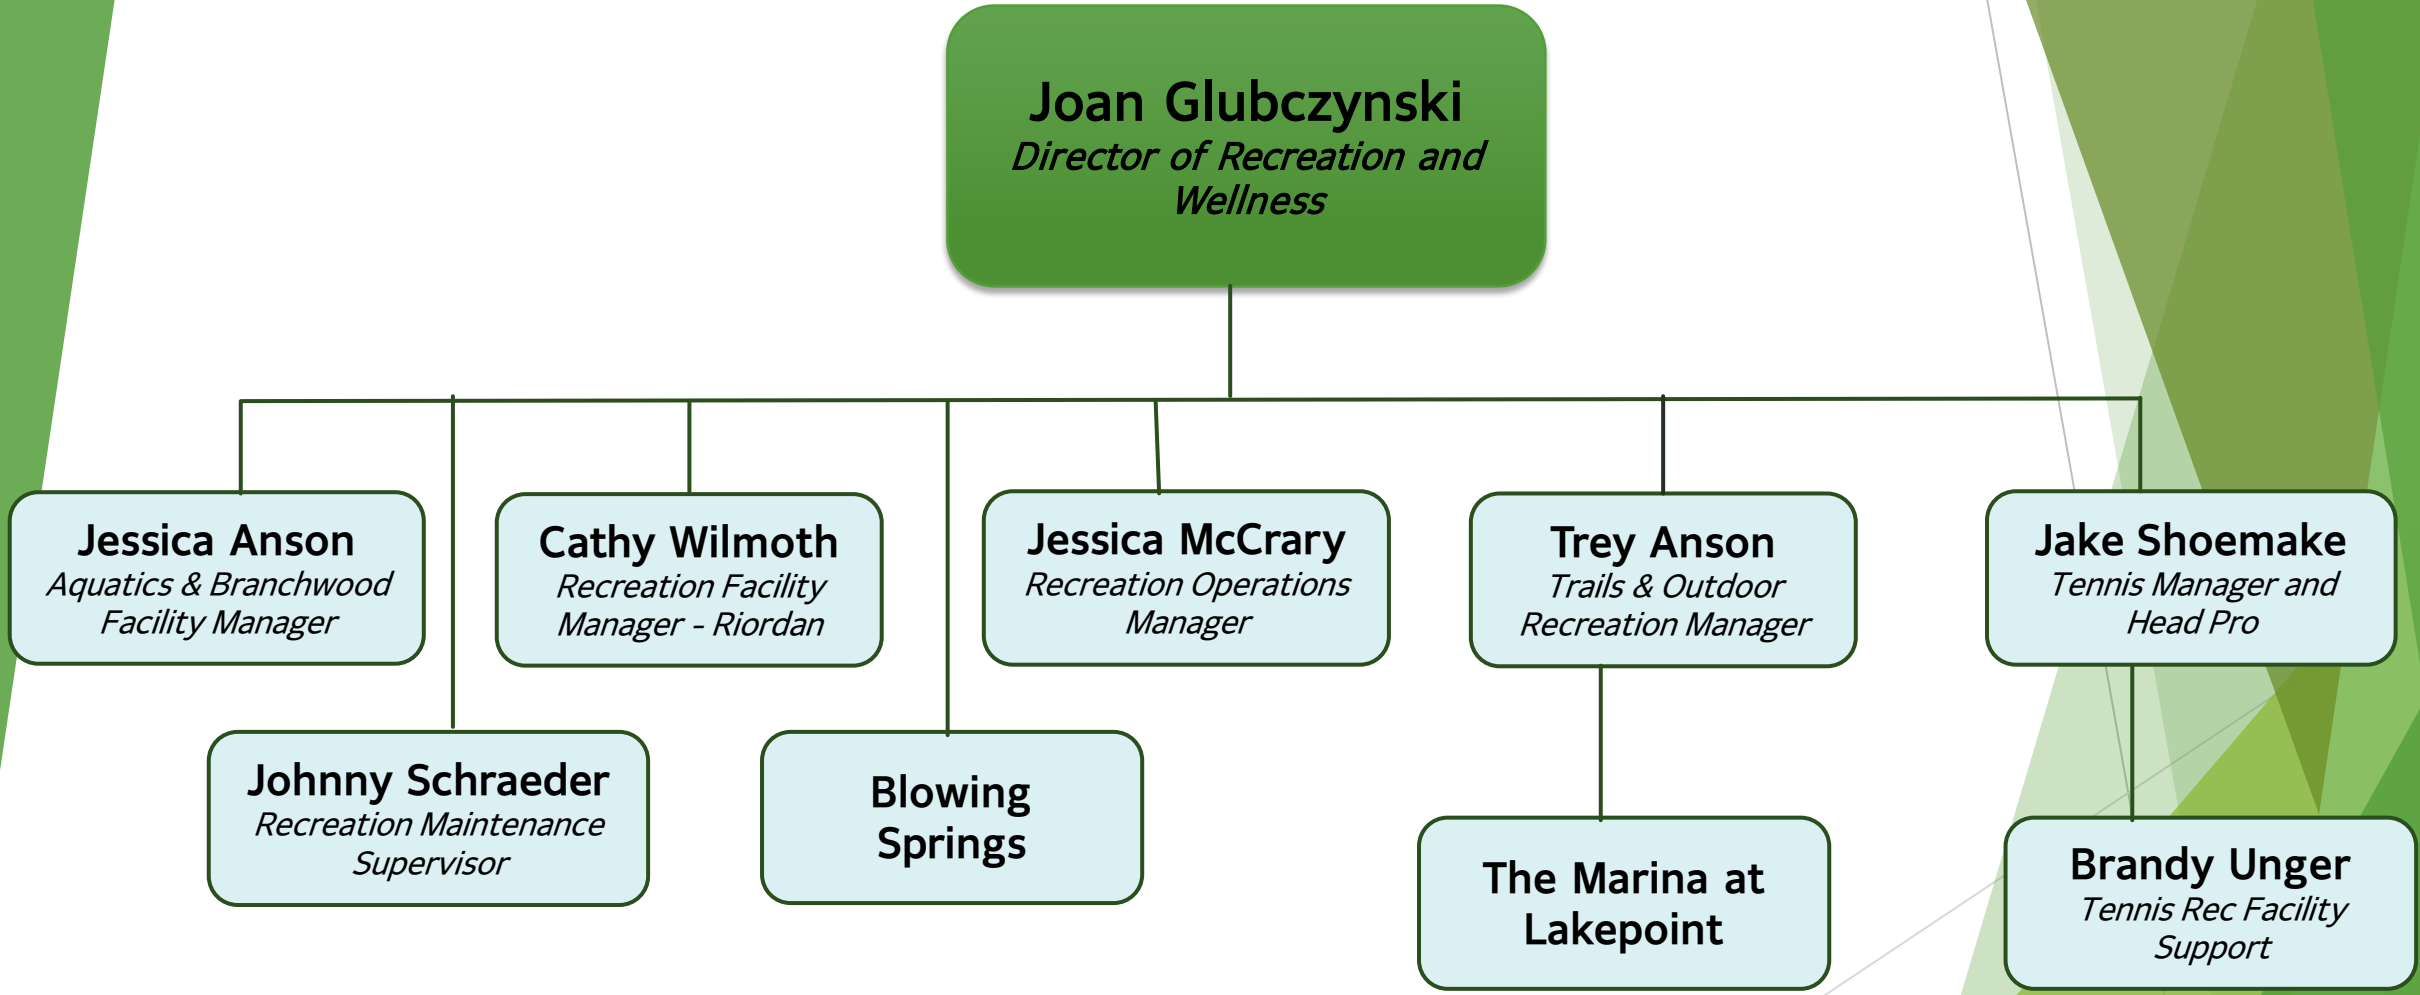 Joan Glubczynski
Director of Recreation and
Wellness
Jessica Anson
Aquatics & Branchwood
Facility Manager
Cathy Wilmoth
Recreation Facility
Manager - Riordan
Jessica McCrary
Recreation Operations
Manager
Trey Anson
Trails & Outdoor
Recreation Manager
Jake Shoemake
Tennis Manager and
Head Pro
Johnny Schraeder
Recreation Maintenance
Supervisor
Blowing
Springs
The Marina at
Lakepoint
Brandy Unger
Tennis Rec Facility
Support